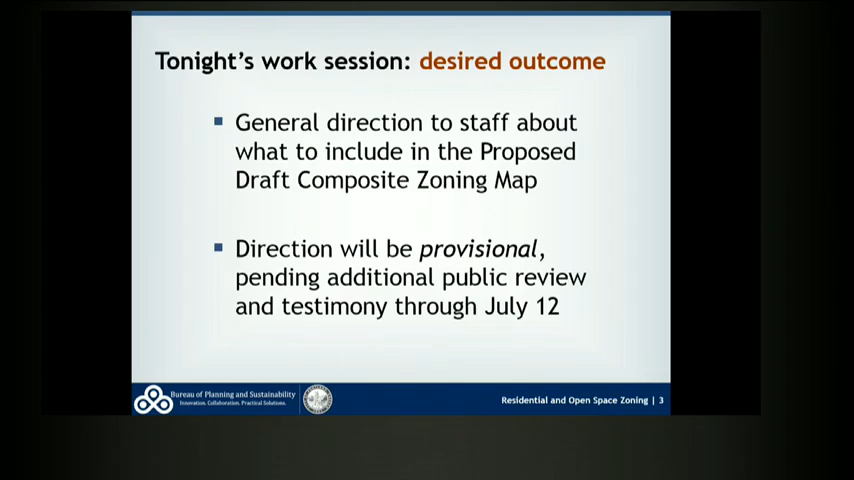 Tonight's work session: desired outcome
General direction to staff about
what to include in the Proposed
Draft Composite Zoning Map
Direction will be provisional,
pending additional public review
and testimony through July 12
Bureau of Planning and Sustainability
Innovation. Collaboration. Practical Solutions.
Residential and Open Space Zoning | 3